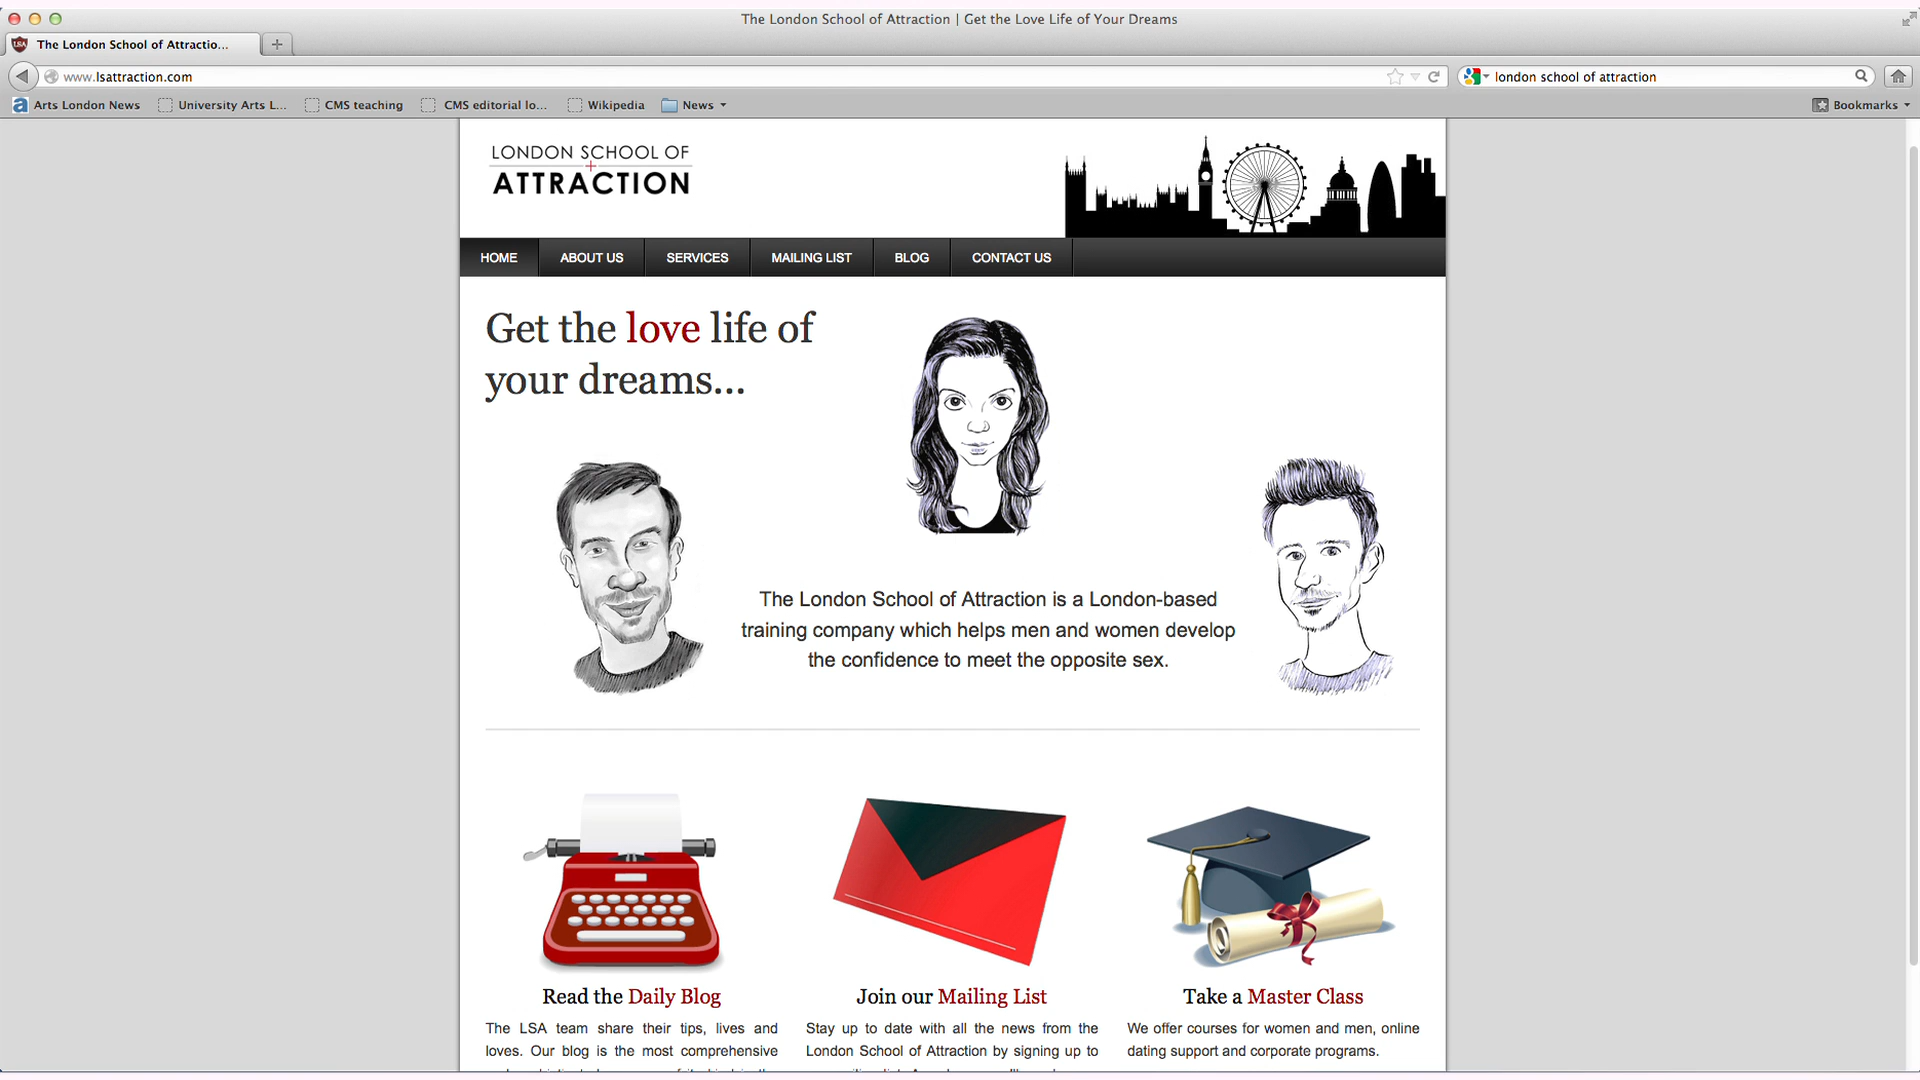 The London School of Attraction | Get the Love Life of Your Dreams
The London School of Attractio...
www.lsattraction.com
london school of attraction
Arts London News
University Arts L...
CMS teaching
CMS editorial lo...
Wikipedia
News
Bookmarks
LONDON SCHOOL OF
ATTRACTION
HOME
ABOUT US
SERVICES
MAILING LIST
BLOG
CONTACT US
Get the love life of
your dreams...
The London School of Attraction is a London-based
training company which helps men and women develop
the confidence to meet the opposite sex.
Read the Daily Blog
The LSA team share their tips, lives and
loves. Our blog is the most comprehensive
Join our Mailing List
Stay up to date with all the news from the
London School of Attraction by signing up to
Take a Master Class
We offer courses for women and men, online
dating support and corporate programs.